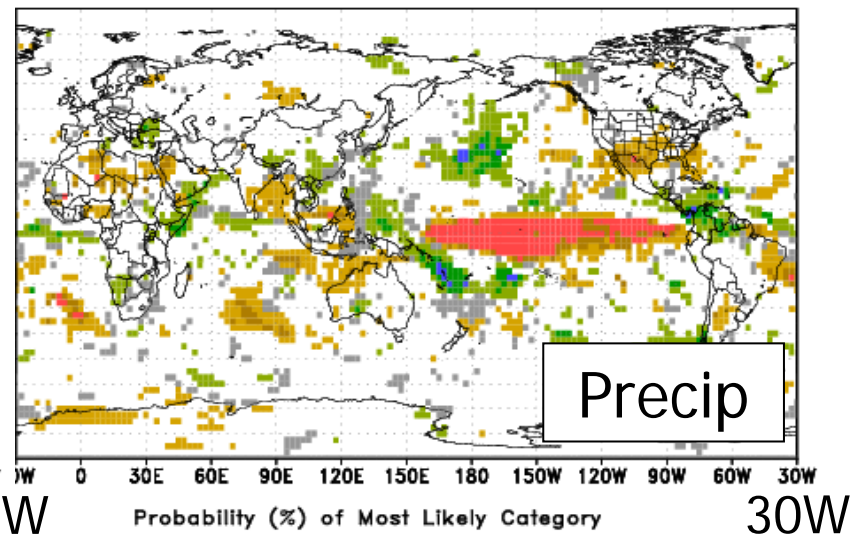 Precip
0W 0 30E 60E 90E 120E 150E 180 150W 120W 90W 60W 30W
W Probability (%) of Most Likely Category 30W